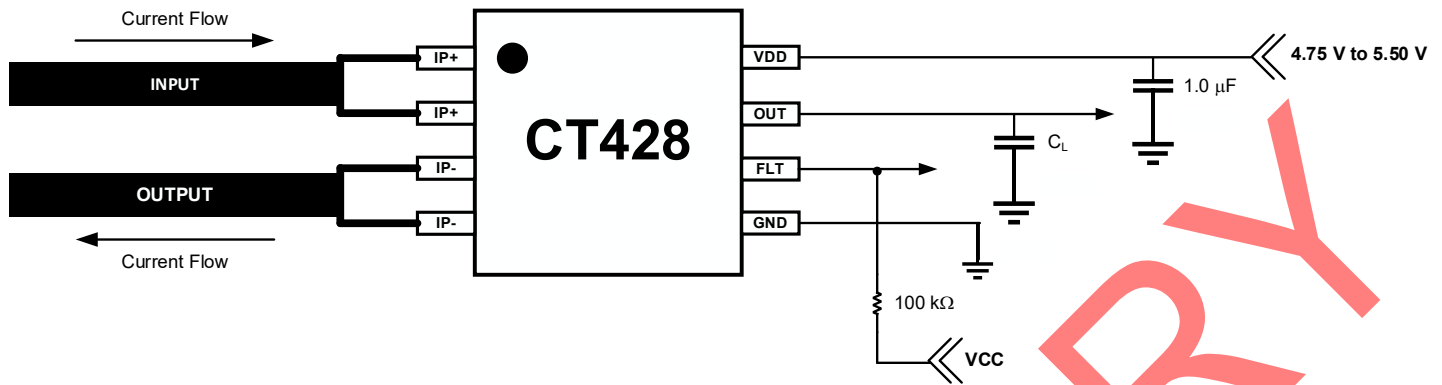 Current Flow
INPUT
OUTPUT
Current Flow
IP+
IP+
IP-
IP-
CT428
VDD
OUT
FLT
GND
4.75 V to 5.50 V
1.0 μF
CL
100 kΩ
VCC
R Y